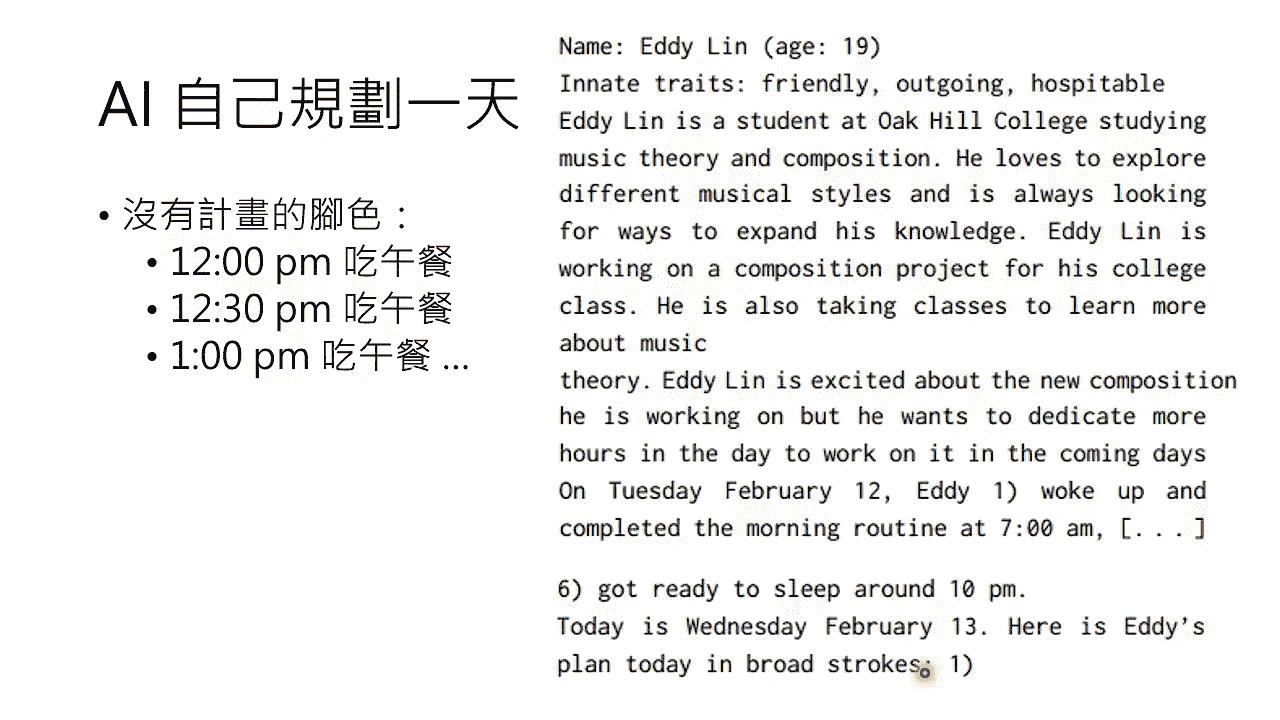 AI 自己規劃一天
• 沒有計畫的腳色：
• 12:00 pm 吃午餐
• 12:30 pm 吃午餐
• 1:00 pm 吃午餐 ...
Name: Eddy Lin (age: 19)
Innate traits: friendly, outgoing, hospitable
Eddy Lin is a student at Oak Hill College studying
music theory and composition. He loves to explore
different musical styles and is always looking
for ways to expand his knowledge. Eddy Lin is
working on a composition project for his college
class. He is also taking classes to learn more
about music
theory. Eddy Lin is excited about the new composition
he is working on but he wants to dedicate more
hours in the day to work on it in the coming days
On Tuesday February 12, Eddy 1) woke up and
completed the morning routine at 7:00 am, [. . . ]
6) got ready to sleep around 10 pm.
Today is Wednesday February 13. Here is Eddy’s
plan today in broad strokes: 1)